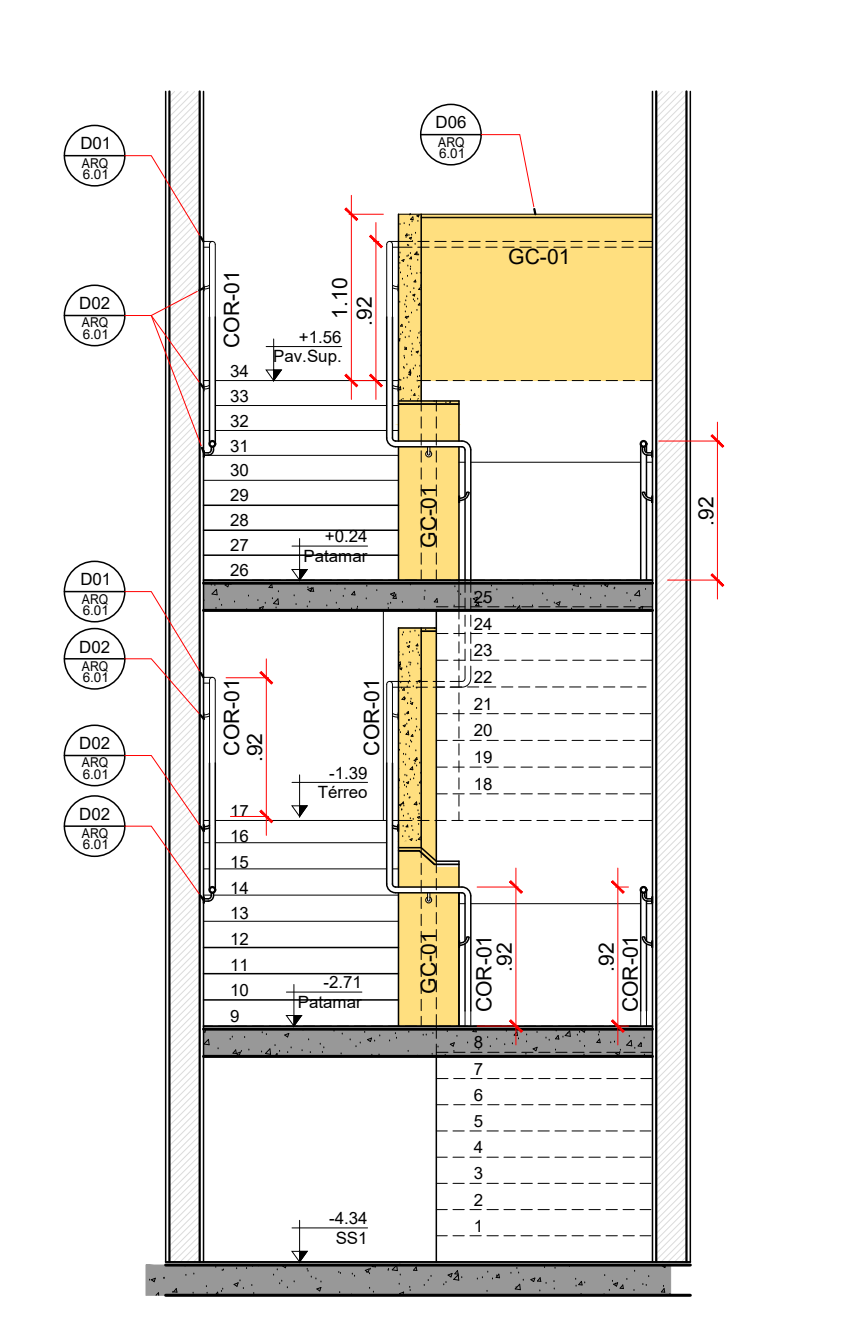 D06
ARQ
6.01
D01
ARQ
6.01
GC-01
COR-01
1.10
.92
D02
ARQ
6.01
+1.56
Pav.Sup.
34
33
32
31
30
29
28
27
26
GC-01
.92
+0.24
Patamar
D01
ARQ
6.01
25
24
23
22
21
20
19
18
D02
ARQ
6.01
COR-01
.92
COR-01
D02
ARQ
6.01
-1.39
Térreo
D02
ARQ
6.01
17
16
15
14
13
12
11
10
9
GC-01
COR-01
.92
.92
COR-01
-2.71
Patamar
8
7
6
5
4
3
2
1
-4.34
SS1